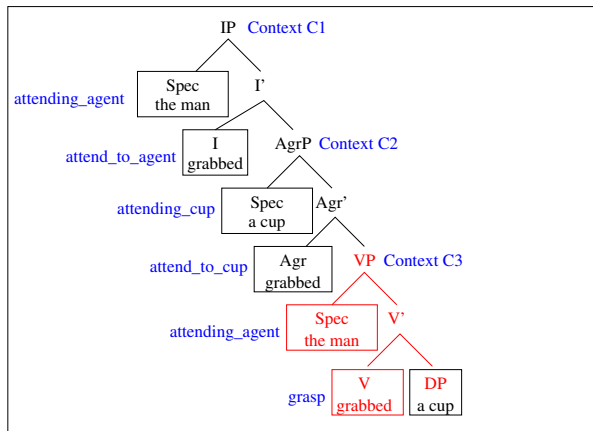 IP Context C1
attending_agent Spec I'
the man
attend_to_agent I AgrP Context C2
grabbed
attending_cup Spec Agr'
a cup
attend_to_cup Agr VP Context C3
grabbed
attending_agent Spec V'
the man
grasp V DP
grabbed a cup